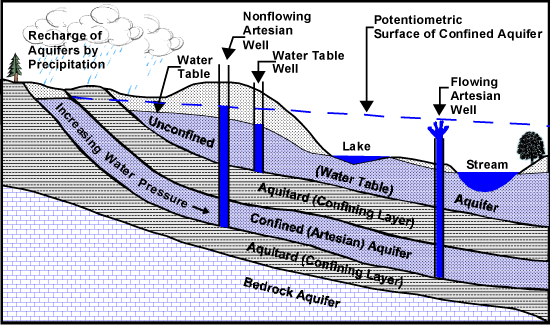 Recharge of
Aquifers by
Precipitation
Water
Table
Nonflowing
Artesian
Well
Water Table
Well
Potentiometric
Surface of Confined Aquifer
Flowing
Artesian
Well
Increasing Water Pressure
Unconfined
(Water Table)
Aquifer
Lake
Stream
Aquitard (Confining Layer)
Confined (Artesian) Aquifer
Aquitard (Confining Layer)
Bedrock Aquifer